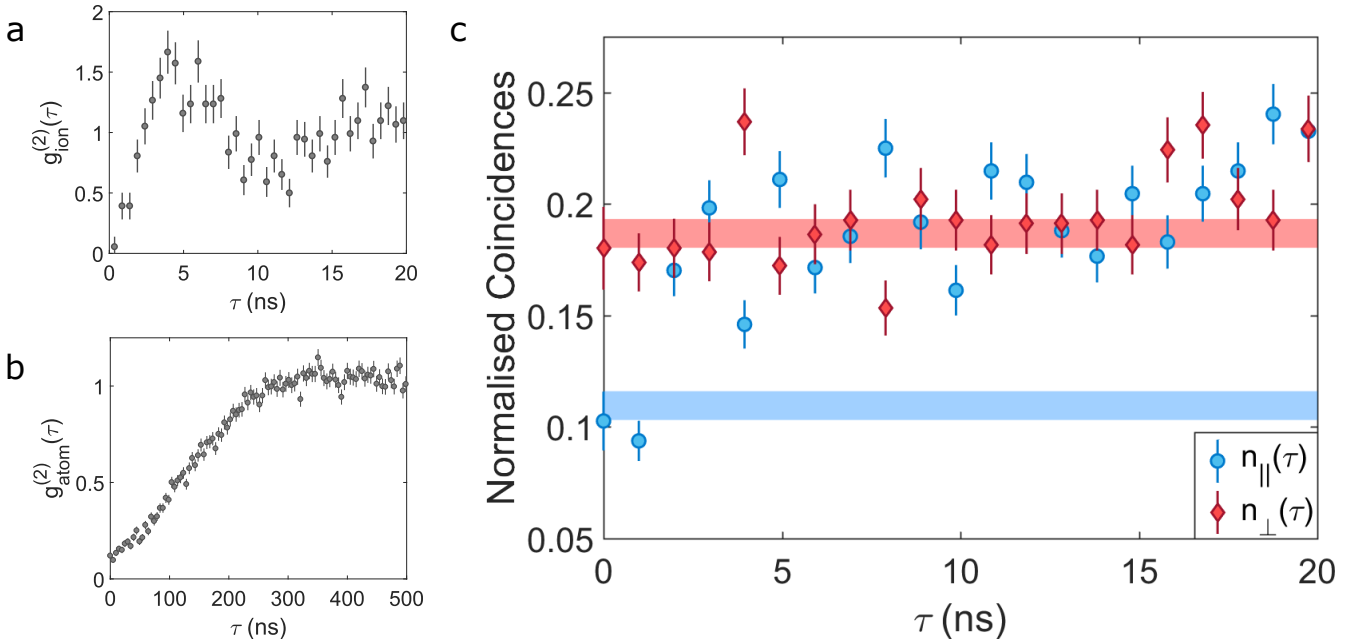 a
2
1.5
1
0.5
0
0 5 10 15 20
τ (ns)
g(2)ion(τ)
b
1
0.5
0
0 100 200 300 400 500
τ (ns)
g(2)atom(τ)
c
0.25
0.2
0.15
0.1
0.05
0 5 10 15 20
τ (ns)
Normalised Coincidences
n||(τ)
n⊥(τ)